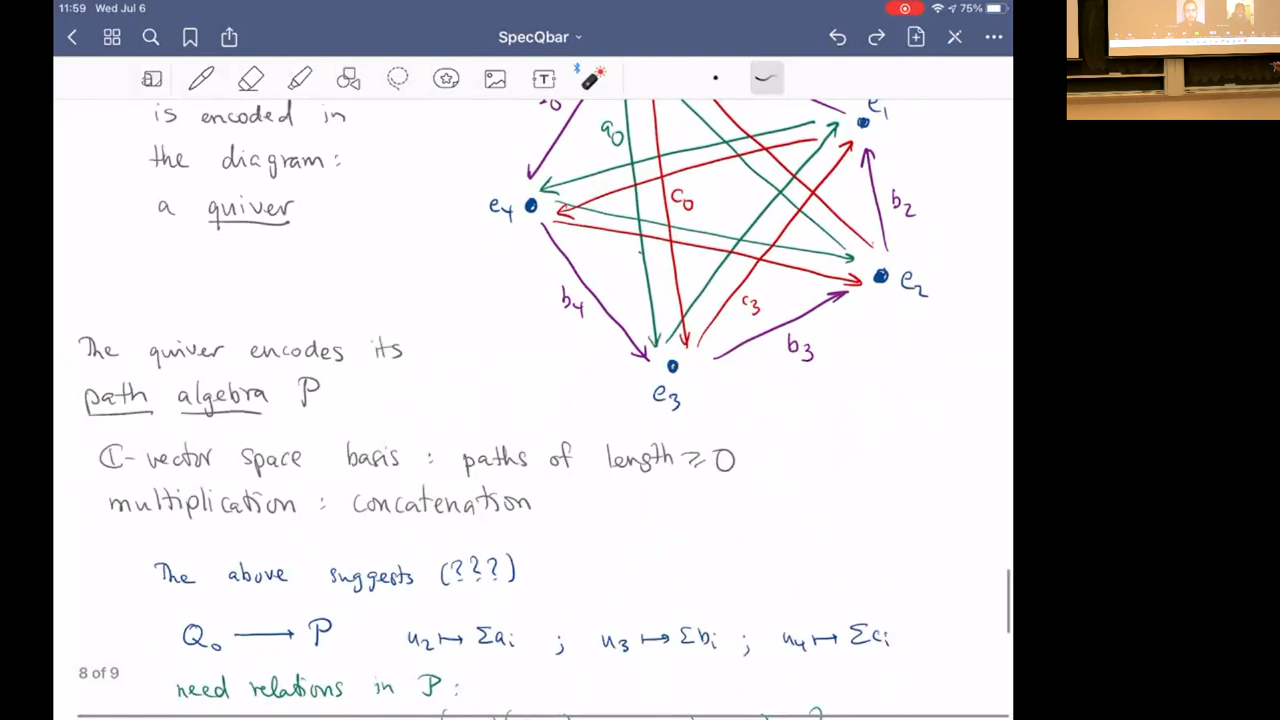 11:59 Wed Jul 6
75%
SpecQbar
is encoded in
the diagram:
a quiver
a₀
c₀
e₁
e₄
b₂
e₂
b₄
c₃
b₃
e₃
The quiver encodes its
path algebra P
ℂ-vector space basis : paths of length ≥ 0
multiplication : concatenation
The above suggests (???)
Q₀ ⟶ P u₂ ↦ Σaᵢ ; u₃ ↦ Σbᵢ ; u₄ ↦ Σcᵢ
8 of 9
need relations in P: